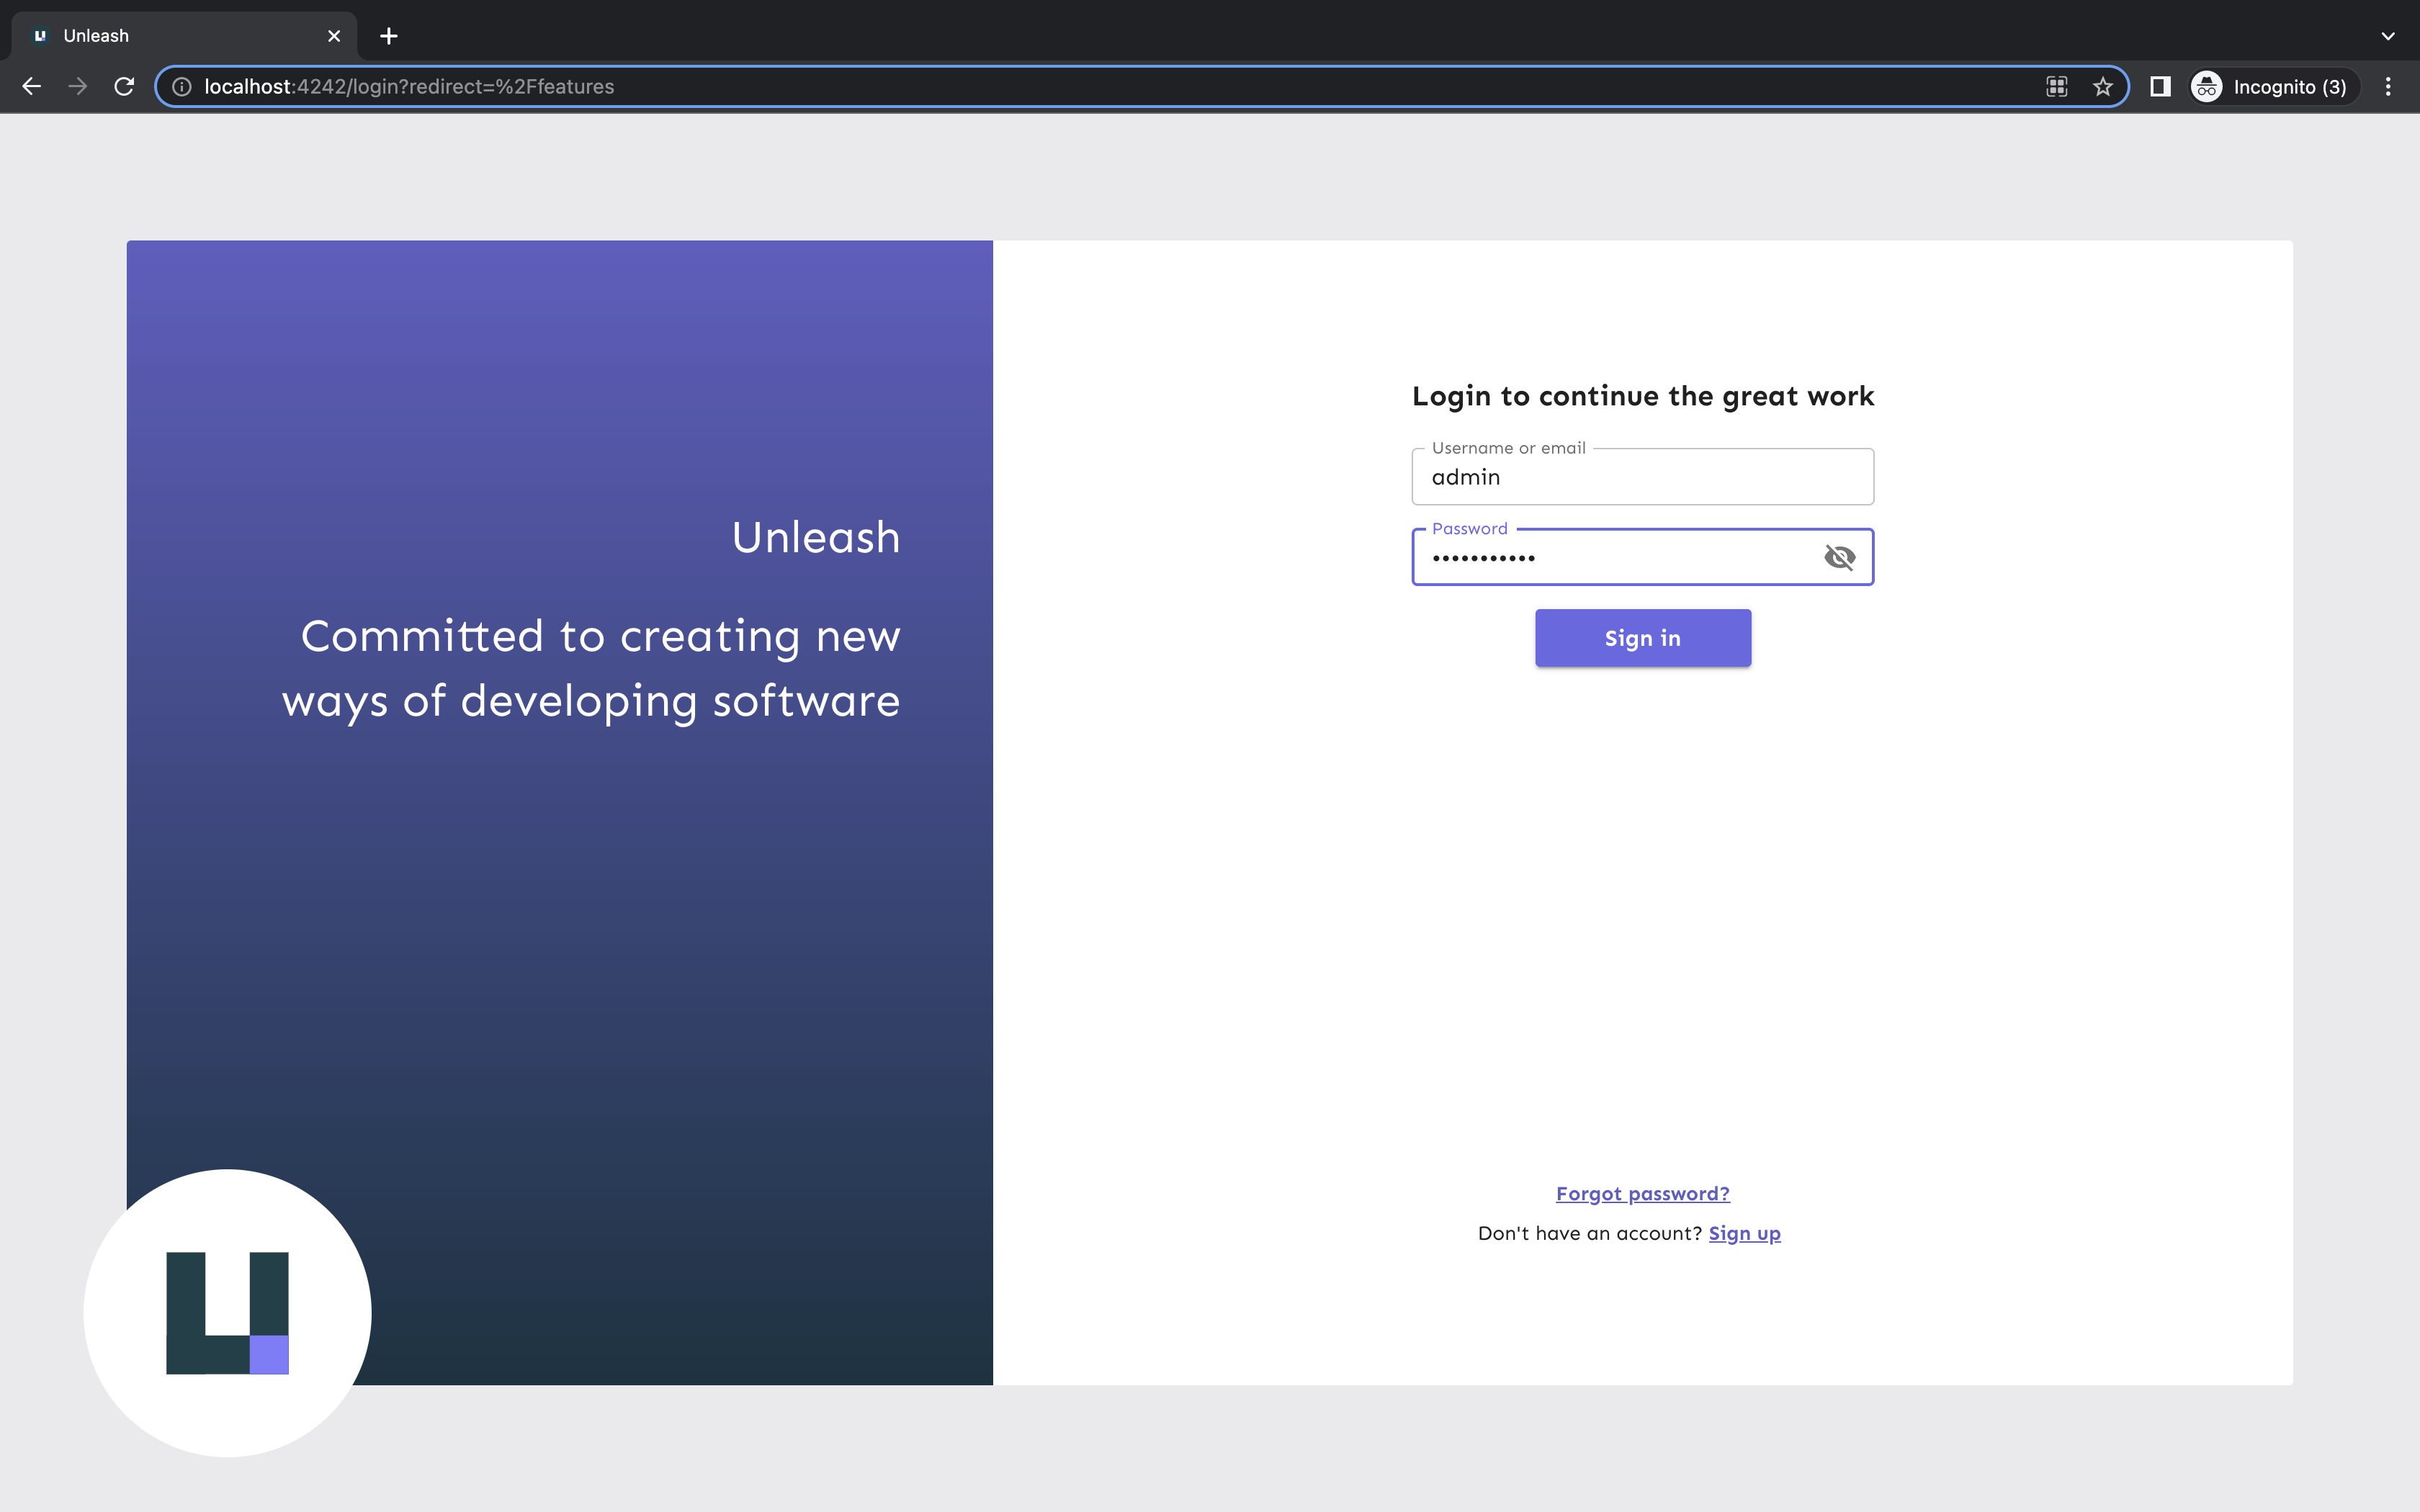 Unleash
localhost:4242/login?redirect=%2Ffeatures
Incognito (3)
Unleash
Committed to creating new
ways of developing software
Login to continue the great work
Username or email
admin
Password
•••••••••••
Sign in
Forgot password?
Don't have an account? Sign up